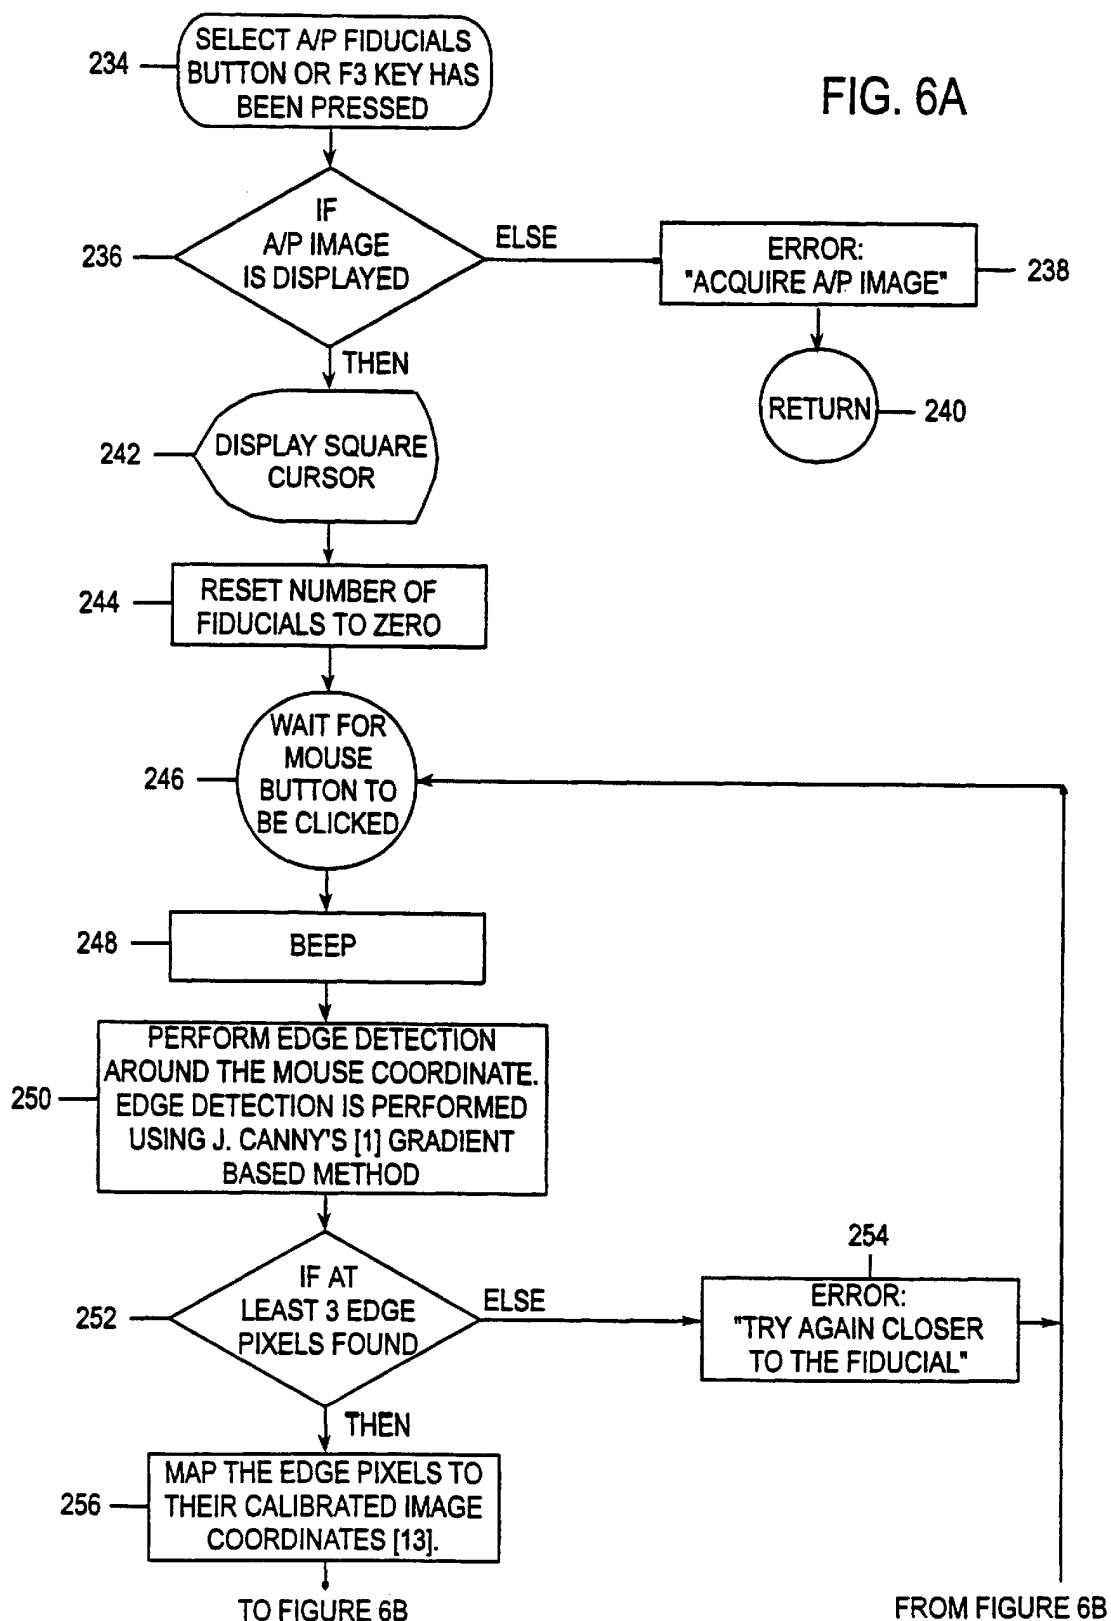 FIG. 6A
234
SELECT A/P FIDUCIALS
BUTTON OR F3 KEY HAS
BEEN PRESSED
236
IF
A/P IMAGE
IS DISPLAYED
ELSE
ERROR:
"ACQUIRE A/P IMAGE"
238
RETURN
240
THEN
242
DISPLAY SQUARE
CURSOR
244
RESET NUMBER OF
FIDUCIALS TO ZERO
246
WAIT FOR
MOUSE
BUTTON TO
BE CLICKED
248
BEEP
250
PERFORM EDGE DETECTION
AROUND THE MOUSE COORDINATE.
EDGE DETECTION IS PERFORMED
USING J. CANNY'S [1] GRADIENT
BASED METHOD
252
IF AT
LEAST 3 EDGE
PIXELS FOUND
ELSE
254
ERROR:
"TRY AGAIN CLOSER
TO THE FIDUCIAL"
THEN
256
MAP THE EDGE PIXELS TO
THEIR CALIBRATED IMAGE
COORDINATES [13].
TO FIGURE 6B
FROM FIGURE 6B